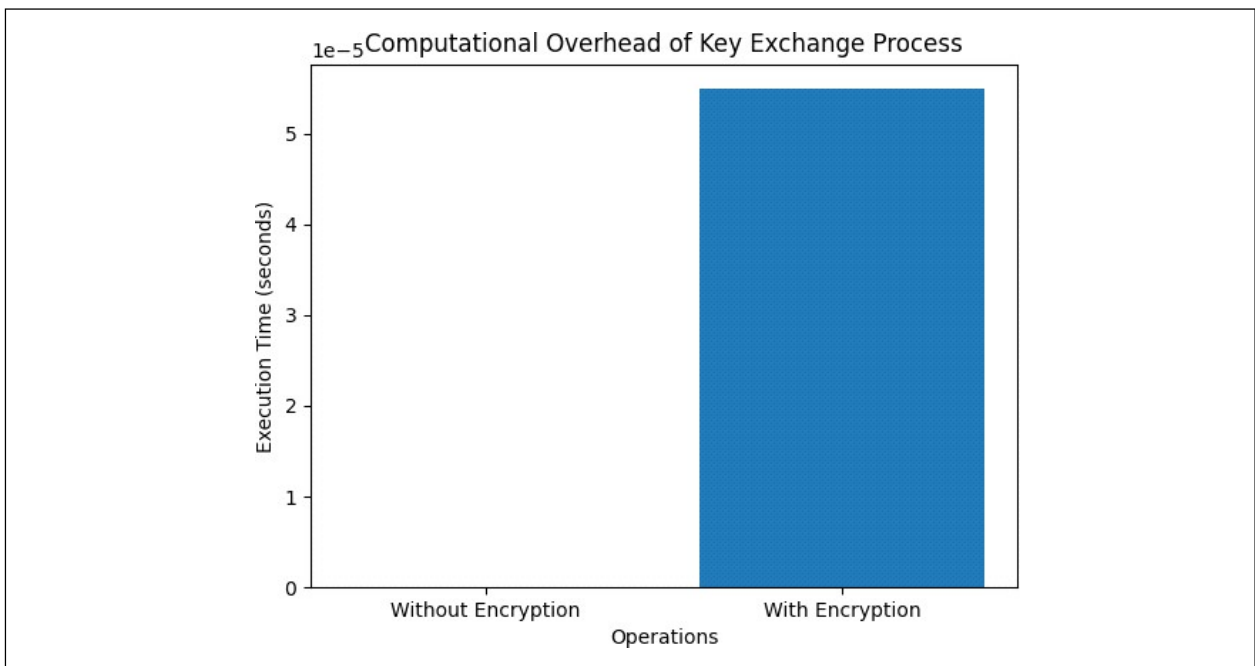 Computational Overhead of Key Exchange Process
1e−5
5
4
3
2
1
0
Execution Time (seconds)
Without Encryption
With Encryption
Operations